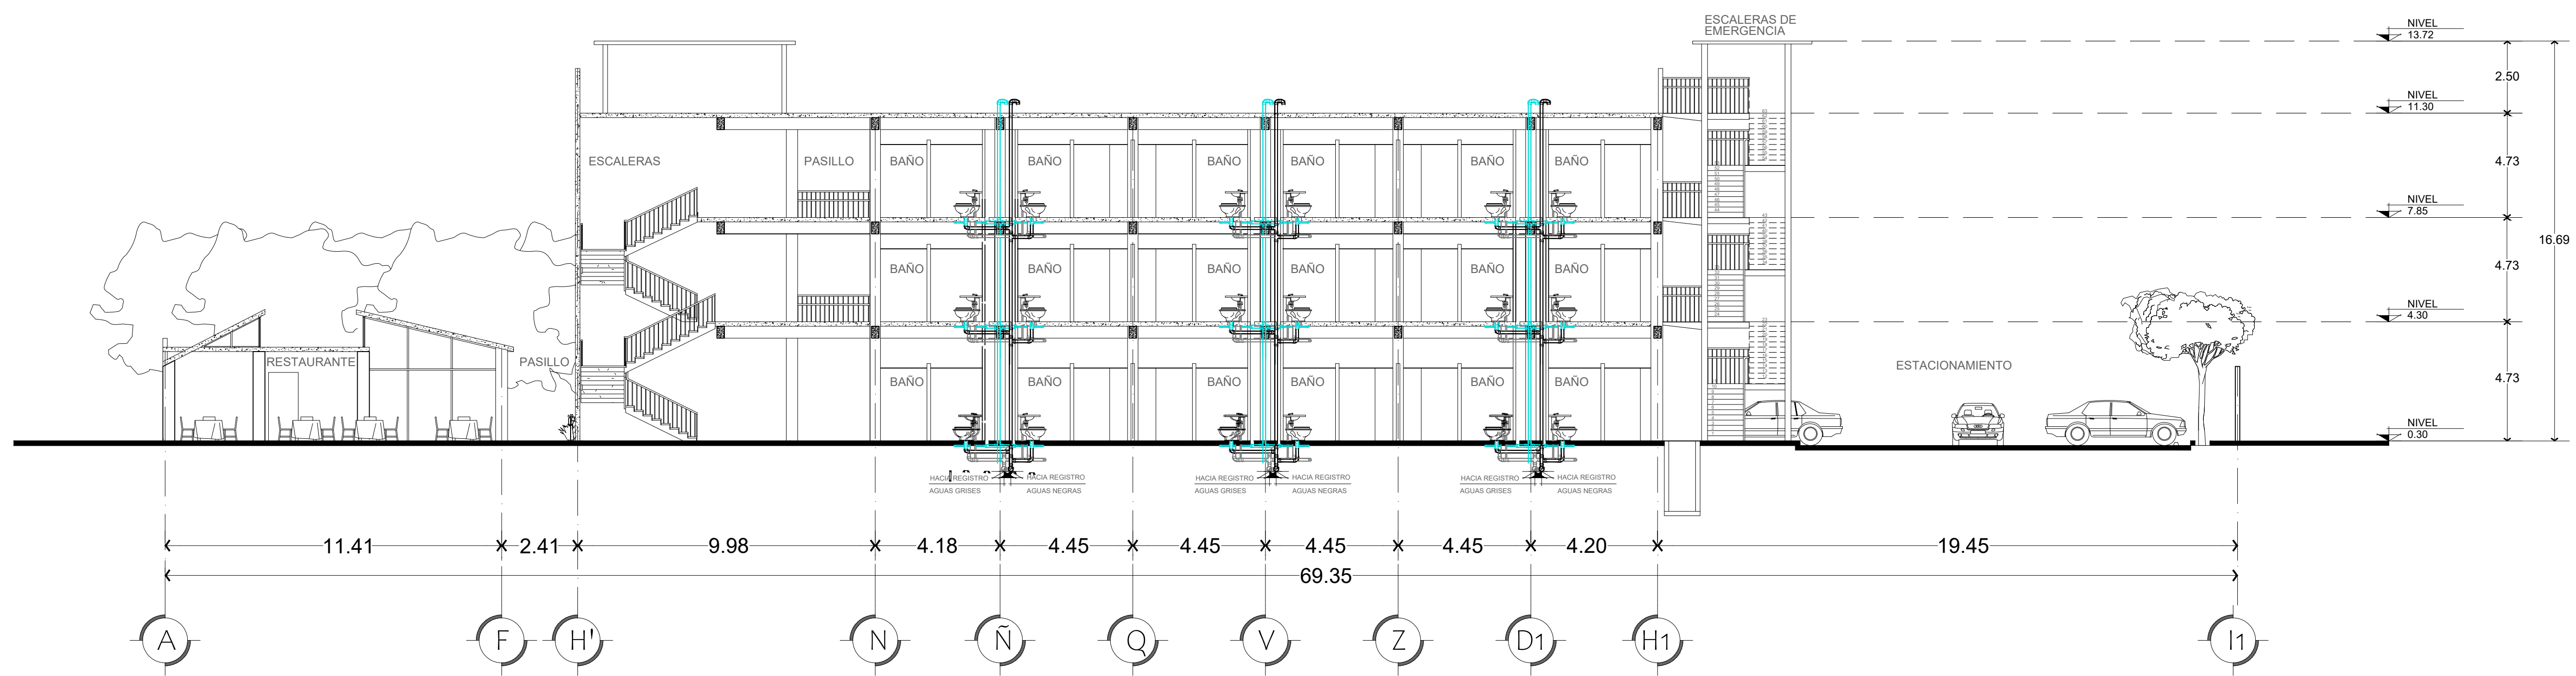 ESCALERAS DE
EMERGENCIA
NIVEL
13.72
2.50
NIVEL
11.30
ESCALERAS
PASILLO
BAÑO
BAÑO
BAÑO
BAÑO
BAÑO
BAÑO
4.73
NIVEL
7.85
16.69
BAÑO
BAÑO
BAÑO
BAÑO
BAÑO
BAÑO
4.73
NIVEL
4.30
RESTAURANTE
PASILLO
ESTACIONAMIENTO
BAÑO
BAÑO
BAÑO
BAÑO
BAÑO
BAÑO
4.73
NIVEL
0.30
HACIA REGISTRO
AGUAS GRISES
HACIA REGISTRO
AGUAS NEGRAS
HACIA REGISTRO
AGUAS GRISES
HACIA REGISTRO
AGUAS NEGRAS
HACIA REGISTRO
AGUAS GRISES
HACIA REGISTRO
AGUAS NEGRAS
11.41
2.41
9.98
4.18
4.45
4.45
4.45
4.45
4.20
19.45
69.35
A
F
H'
N
Ñ
Q
V
Z
D1
H1
I1